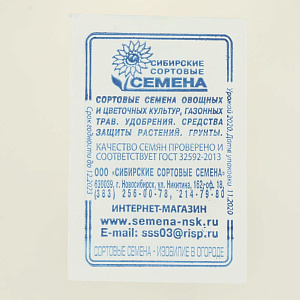 СИБИРСКИЕ
СОРТОВЫЕ
СЕМЕНА
СОРТОВЫЕ СЕМЕНА ОВОЩНЫХ
И ЦВЕТОЧНЫХ КУЛЬТУР, ГАЗОННЫХ
ТРАВ. УДОБРЕНИЯ. СРЕДСТВА
ЗАЩИТЫ РАСТЕНИЙ. ГРУНТЫ.
КАЧЕСТВО СЕМЯН ПРОВЕРЕНО И
СООТВЕТСТВУЕТ ГОСТ 32592-2013
ООО «СИБИРСКИЕ СОРТОВЫЕ СЕМЕНА»
630039, г. Новосибирск, ул. Никитина, 162-оф. 18,
(383) 256-00-78, 214-79-80
ИНТЕРНЕТ-МАГАЗИН
www.semena-nsk.ru
E-mail: sss03@risp.ru
СОРТОВЫЕ СЕМЕНА - ИЗОБИЛИЕ В ОГОРОДЕ
Срок годности до 12.2023
Урожай 2020. Дата упаковки 11.2020